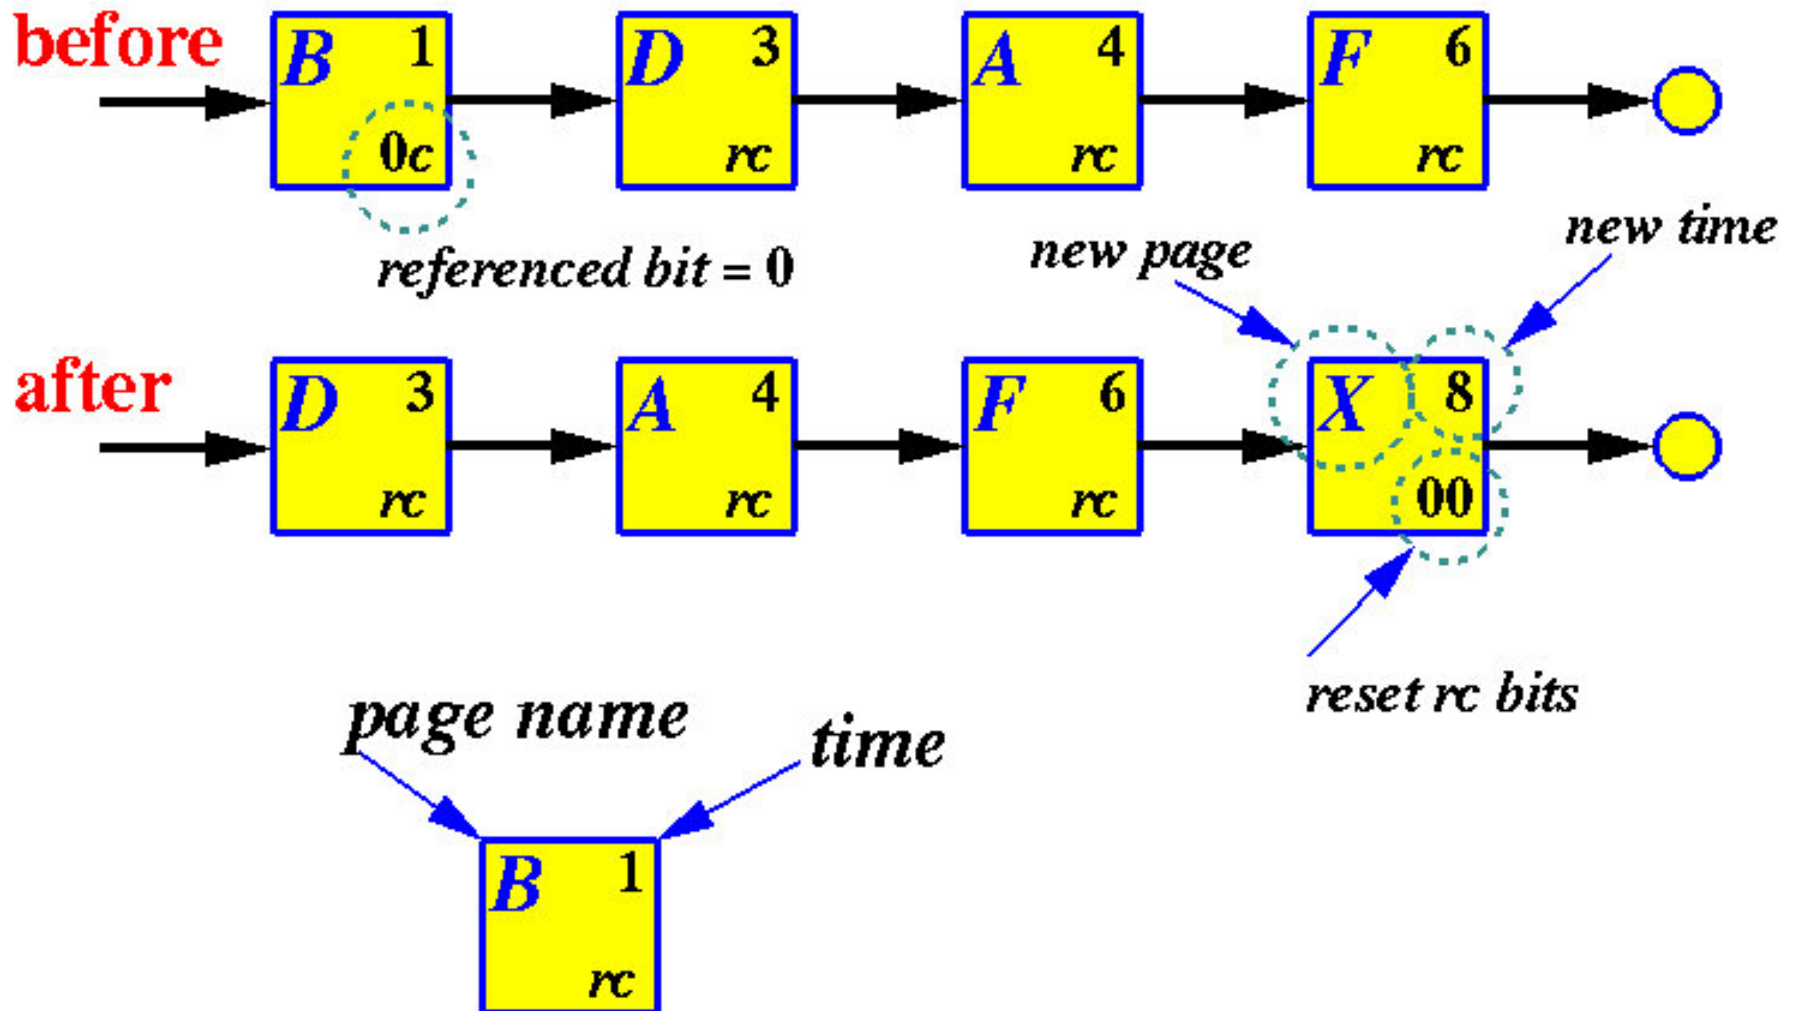 before
B 1
0c
D 3
rc
A 4
rc
F 6
rc
referenced bit = 0
new page
new time
after
D 3
rc
A 4
rc
F 6
rc
X 8
00
reset rc bits
page name
time
B 1
rc